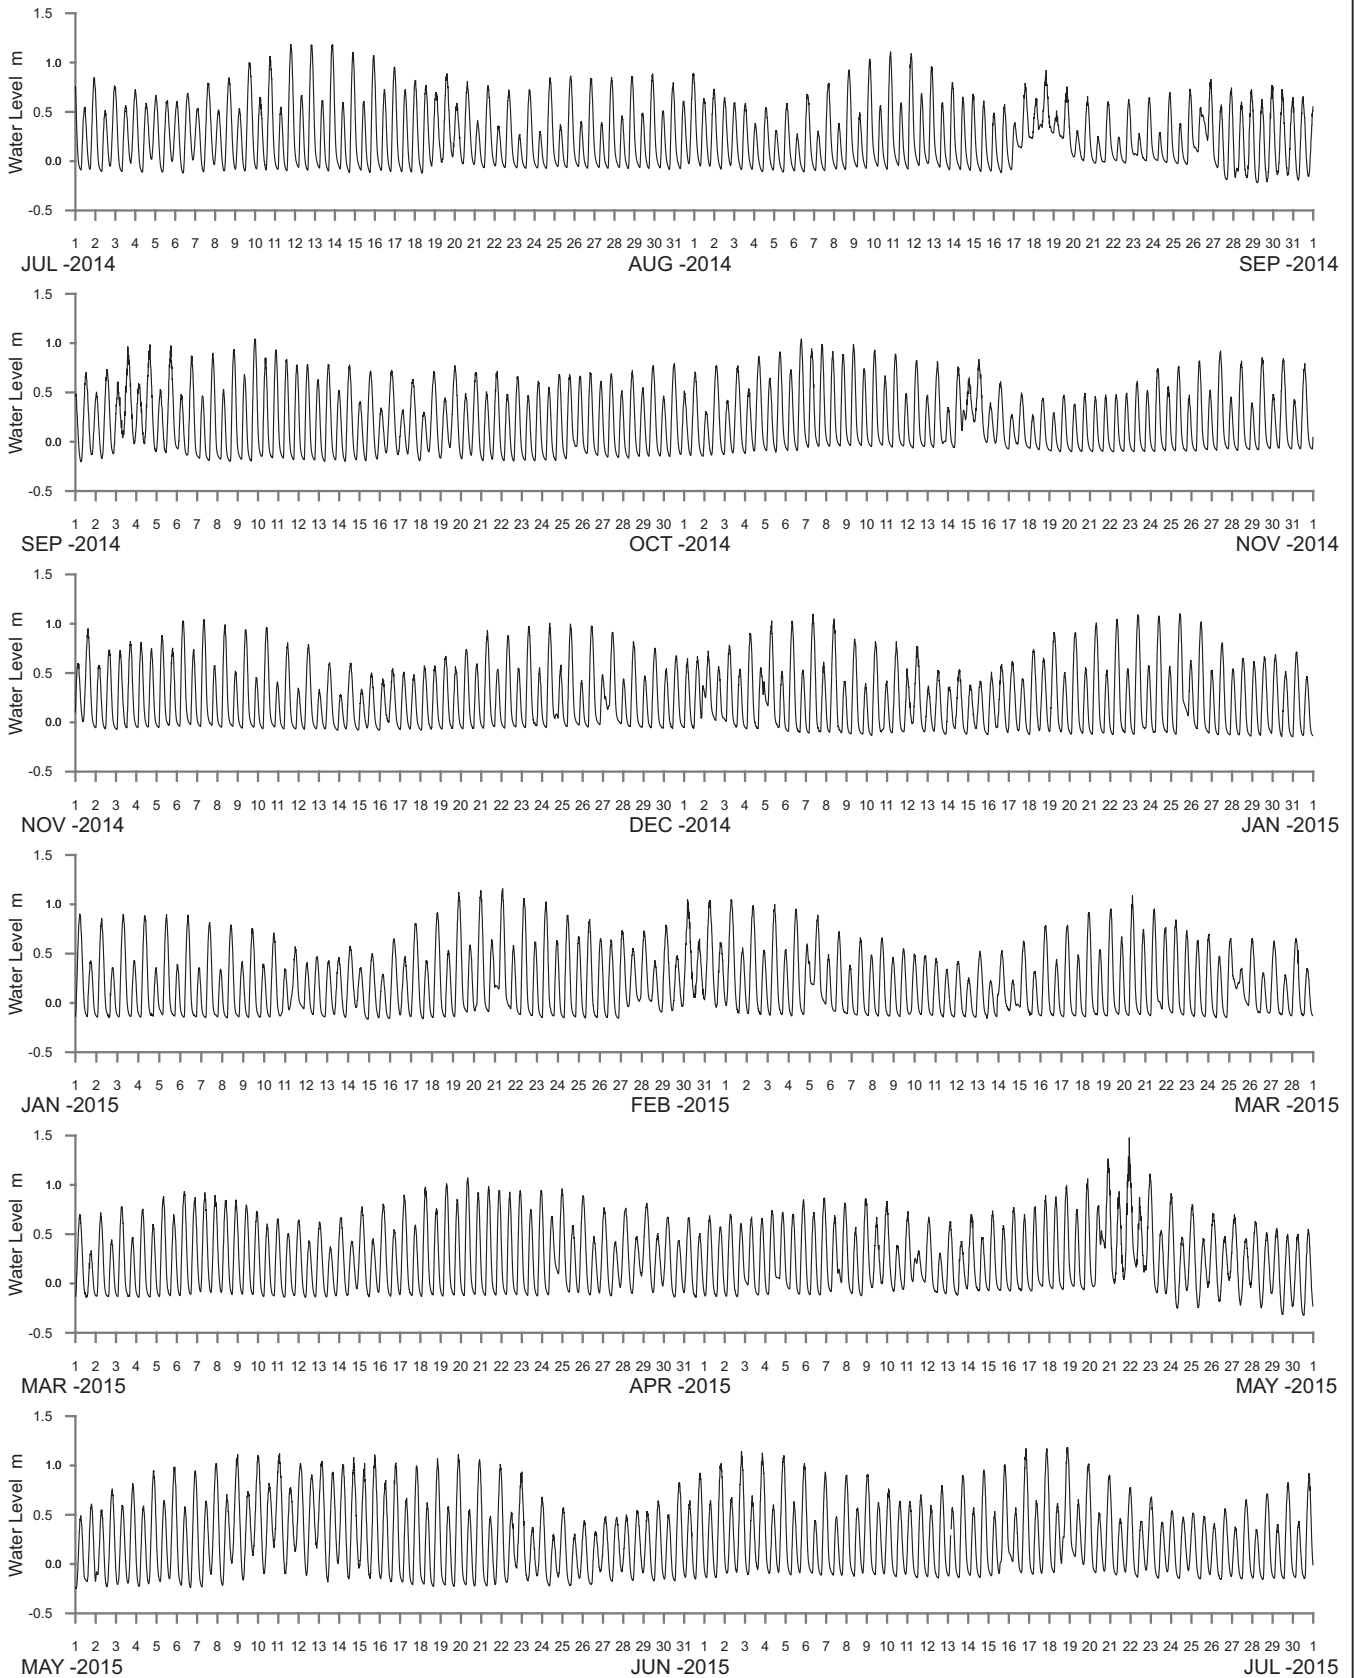 1.5
1.0
0.5
0.0
-0.5
Water Level m
1 2 3 4 5 6 7 8 9 10 11 12 13 14 15 16 17 18 19 20 21 22 23 24 25 26 27 28 29 30 31 1 2 3 4 5 6 7 8 9 10 11 12 13 14 15 16 17 18 19 20 21 22 23 24 25 26 27 28 29 30 31 1
JUL -2014 AUG -2014 SEP -2014
1.5
1.0
0.5
0.0
-0.5
Water Level m
1 2 3 4 5 6 7 8 9 10 11 12 13 14 15 16 17 18 19 20 21 22 23 24 25 26 27 28 29 30 1 2 3 4 5 6 7 8 9 10 11 12 13 14 15 16 17 18 19 20 21 22 23 24 25 26 27 28 29 30 31 1
SEP -2014 OCT -2014 NOV -2014
1.5
1.0
0.5
0.0
-0.5
Water Level m
1 2 3 4 5 6 7 8 9 10 11 12 13 14 15 16 17 18 19 20 21 22 23 24 25 26 27 28 29 30 1 2 3 4 5 6 7 8 9 10 11 12 13 14 15 16 17 18 19 20 21 22 23 24 25 26 27 28 29 30 31 1
NOV -2014 DEC -2014 JAN -2015
1.5
1.0
0.5
0.0
-0.5
Water Level m
1 2 3 4 5 6 7 8 9 10 11 12 13 14 15 16 17 18 19 20 21 22 23 24 25 26 27 28 29 30 31 1 2 3 4 5 6 7 8 9 10 11 12 13 14 15 16 17 18 19 20 21 22 23 24 25 26 27 28 1
JAN -2015 FEB -2015 MAR -2015
1.5
1.0
0.5
0.0
-0.5
Water Level m
1 2 3 4 5 6 7 8 9 10 11 12 13 14 15 16 17 18 19 20 21 22 23 24 25 26 27 28 29 30 31 1 2 3 4 5 6 7 8 9 10 11 12 13 14 15 16 17 18 19 20 21 22 23 24 25 26 27 28 29 30 1
MAR -2015 APR -2015 MAY -2015
1.5
1.0
0.5
0.0
-0.5
Water Level m
1 2 3 4 5 6 7 8 9 10 11 12 13 14 15 16 17 18 19 20 21 22 23 24 25 26 27 28 29 30 31 1 2 3 4 5 6 7 8 9 10 11 12 13 14 15 16 17 18 19 20 21 22 23 24 25 26 27 28 29 30 1
MAY -2015 JUN -2015 JUL -2015